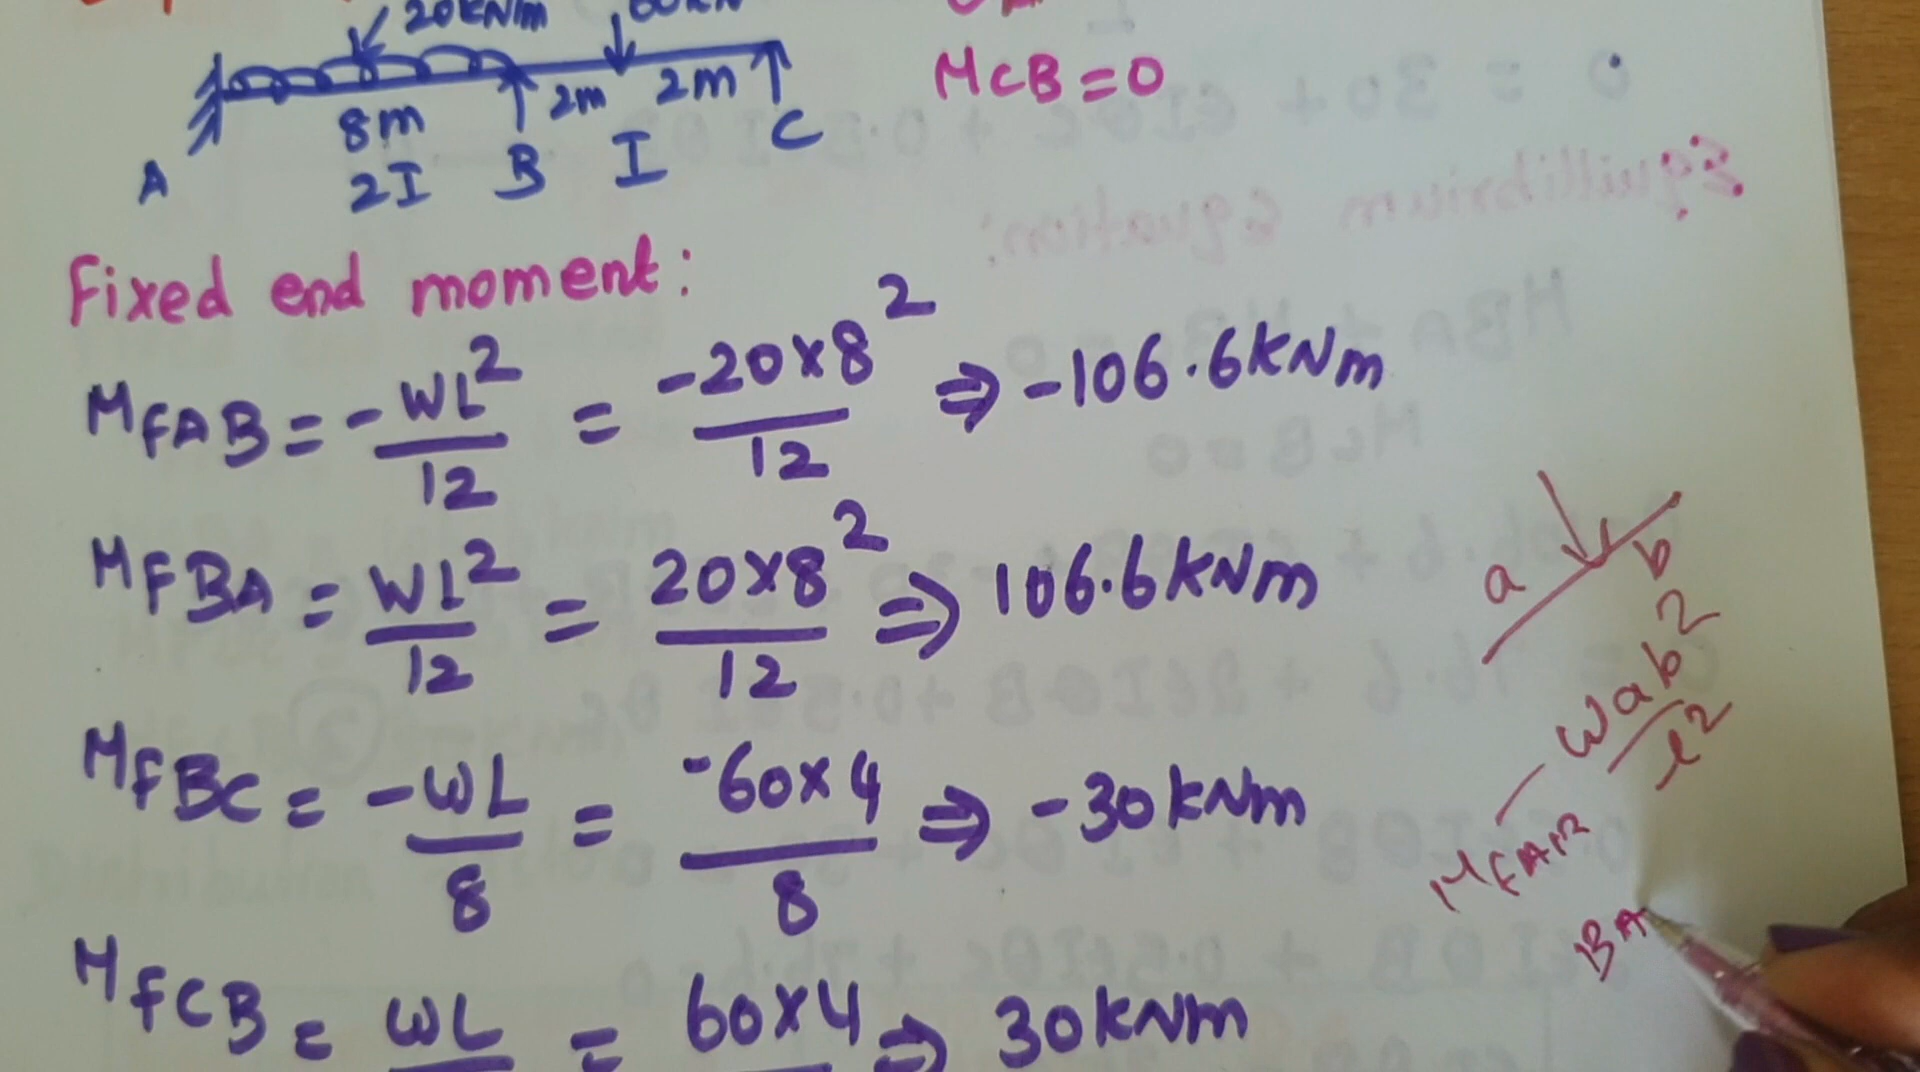 20kN/m
8m 2m 2m
A 2I B I C
MCB=0
Fixed end moment:
MFAB = -WL²/12 = -20×8²/12 ⇒ -106.6kNm
MFBA = WL²/12 = 20×8²/12 ⇒ 106.6kNm
MFBC = -WL/8 = -60×4/8 ⇒ -30kNm
MFCB = WL = 60×4 ⇒ 30kNm
a b
MFAB - Wab²/l²
BA